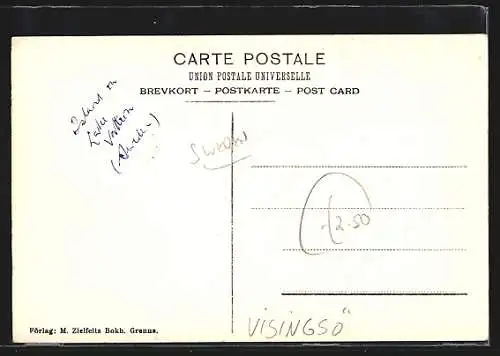 CARTE POSTALE
UNION POSTALE UNIVERSELLE
BREVKORT — POSTKARTE — POST CARD
Island in
Lake
Vättern
(Sweden)
SWEDEN
2.50
Förlag: M. Zielfelts Bokh. Grenna.
VISINGSÖ